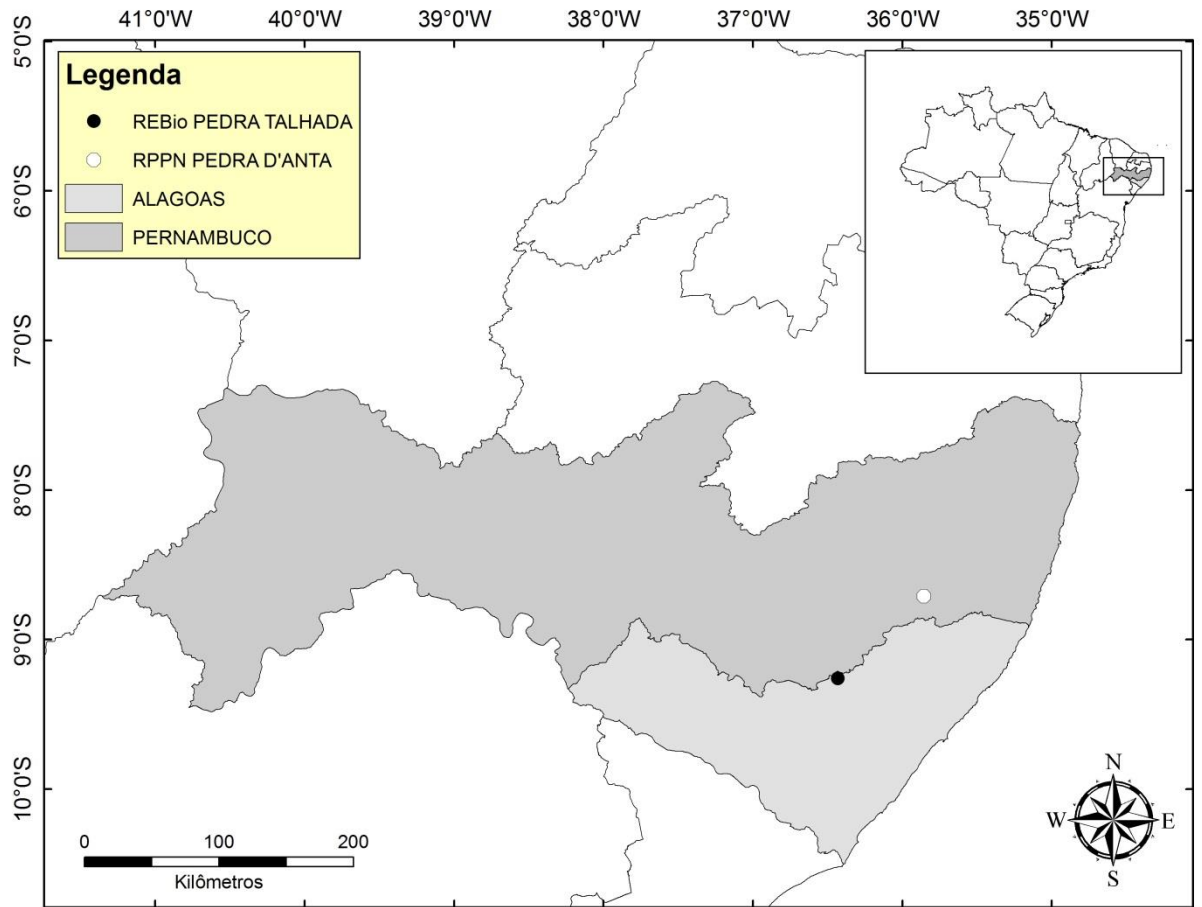 41°0'W 40°0'W 39°0'W 38°0'W 37°0'W 36°0'W 35°0'W
5°0'S
6°0'S
7°0'S
8°0'S
9°0'S
10°0'S
Legenda
REBio PEDRA TALHADA
RPPN PEDRA D'ANTA
ALAGOAS
PERNAMBUCO
0 100 200
Kilômetros
N
W E
S